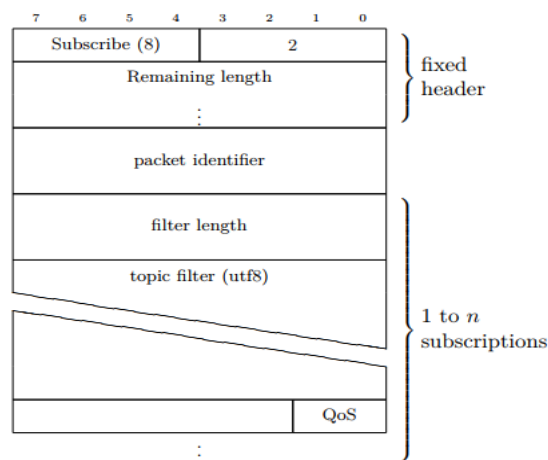 7 6 5 4 3 2 1 0
Subscribe (8) 2
Remaining length
⋮
fixed
header
packet identifier
filter length
topic filter (utf8)
1 to n
subscriptions
QoS
⋮